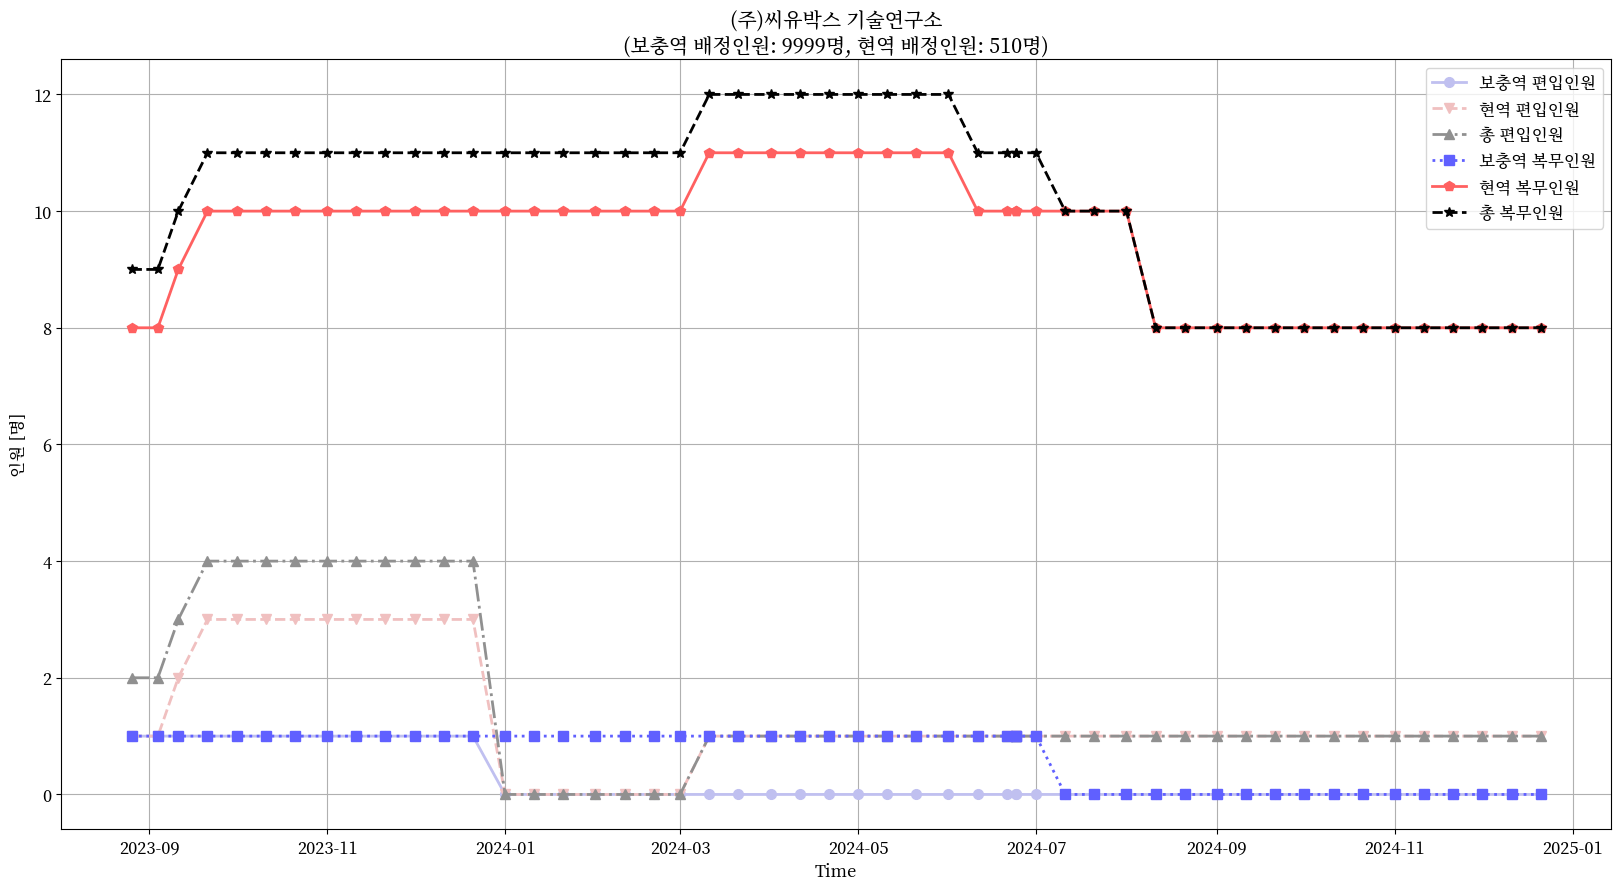 (주)씨유박스 기술연구소
(보충역 배정인원: 9999명, 현역 배정인원: 510명)
보충역 편입인원
현역 편입인원
총 편입인원
보충역 복무인원
현역 복무인원
총 복무인원
인원 [명]
12
10
8
6
4
2
0
2023-09
2023-11
2024-01
2024-03
2024-05
2024-07
2024-09
2024-11
2025-01
Time